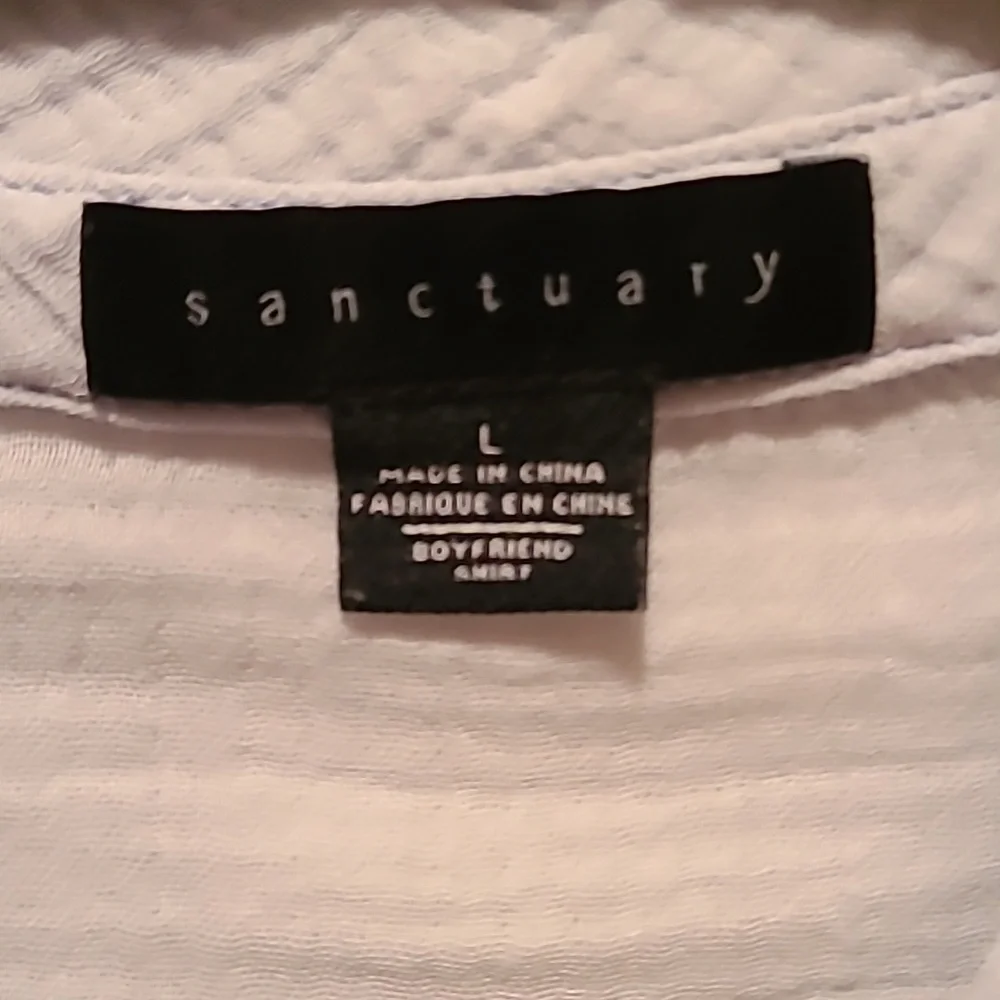 sanctuary
L
MADE IN CHINA
FABRIQUE EN CHINE
BOYFRIEND
SHIRT